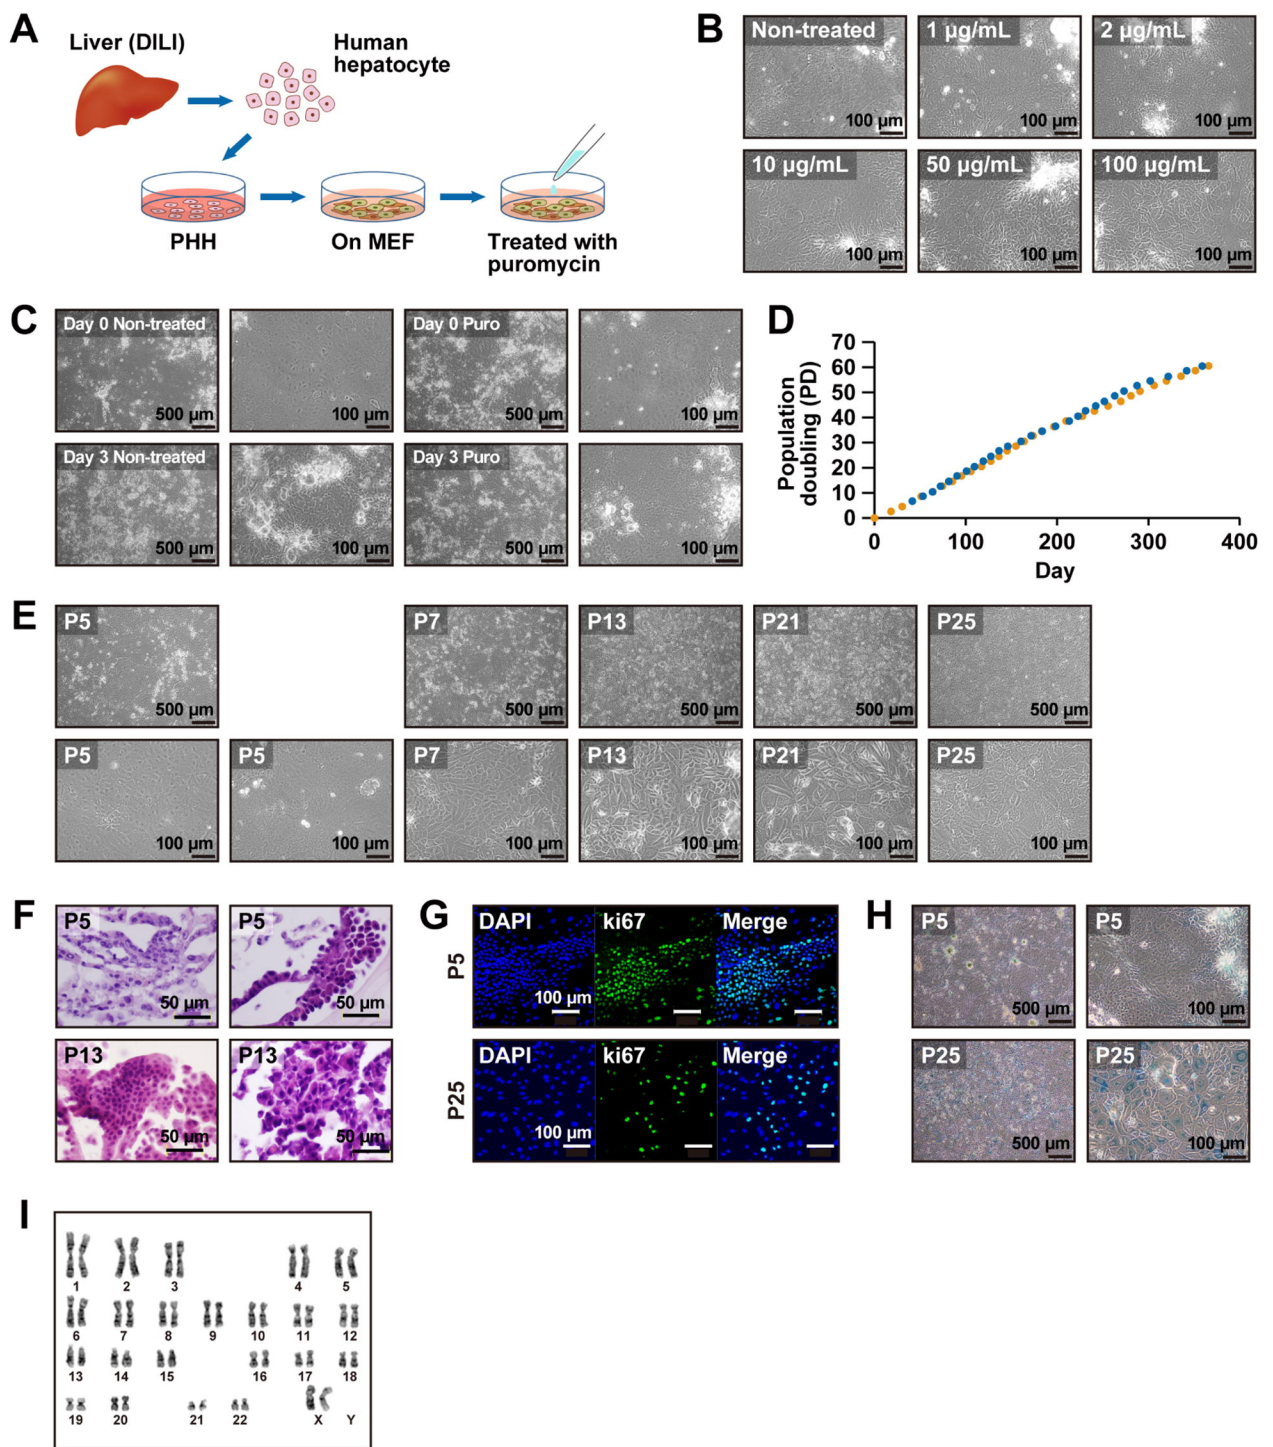 A
Liver (DILI)
Human
hepatocyte
PHH
On MEF
Treated with
puromycin
B
Non-treated
1 µg/mL
2 µg/mL
100 µm
100 µm
100 µm
10 µg/mL
50 µg/mL
100 µg/mL
100 µm
100 µm
100 µm
C
Day 0 Non-treated
Day 0 Puro
500 µm
100 µm
500 µm
100 µm
Day 3 Non-treated
Day 3 Puro
500 µm
100 µm
500 µm
100 µm
D
Population
doubling (PD)
70
60
50
40
30
20
10
0
0 100 200 300 400
Day
E
P5
P7
P13
P21
P25
500 µm
500 µm
500 µm
500 µm
500 µm
P5
P5
P7
P13
P21
P25
100 µm
100 µm
100 µm
100 µm
100 µm
100 µm
F
P5
P5
50 µm
50 µm
P13
P13
50 µm
50 µm
G
P5
DAPI
ki67
Merge
100 µm
P25
DAPI
ki67
Merge
100 µm
H
P5
P5
500 µm
100 µm
P25
P25
500 µm
100 µm
I
1 2 3 4 5
6 7 8 9 10 11 12
13 14 15 16 17 18
19 20 21 22 X Y